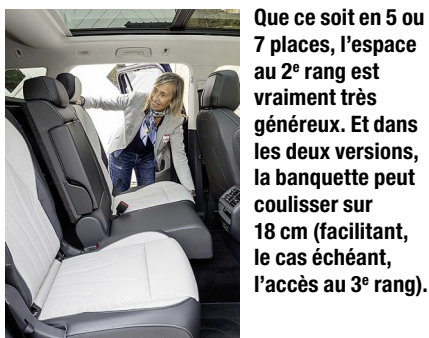 Que ce soit en 5 ou
7 places, l’espace
au 2e rang est
vraiment très
généreux. Et dans
les deux versions,
la banquette peut
coulisser sur
18 cm (facilitant,
le cas échéant,
l’accès au 3e rang).